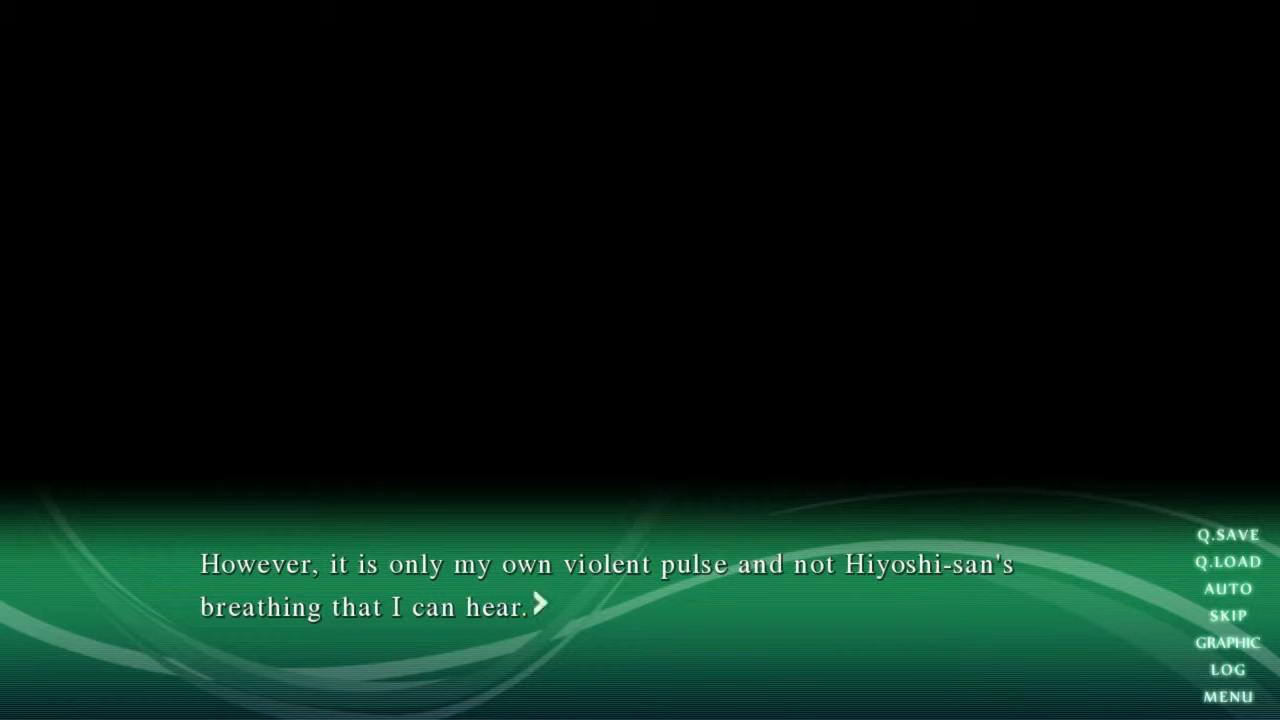 However, it is only my own violent pulse and not Hiyoshi-san's
breathing that I can hear.
Q.SAVE
Q.LOAD
AUTO
SKIP
GRAPHIC
LOG
MENU